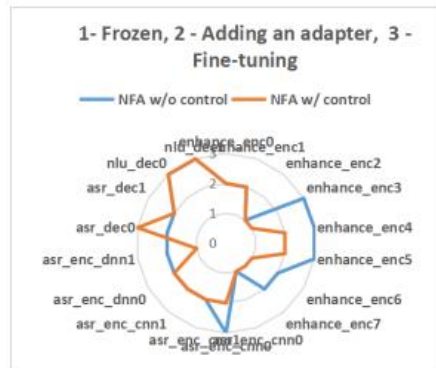 1- Frozen, 2 - Adding an adapter, 3 -
Fine-tuning
NFA w/o control
NFA w/ control
enhance_enc0
enhance_enc1
enhance_enc2
enhance_enc3
enhance_enc4
enhance_enc5
enhance_enc6
enhance_enc7
asr_enc_cnn0
asr_enc_cnn1
asr_enc_dnn0
asr_enc_dnn1
asr_dec0
asr_dec1
nlu_dec0
3
2
1
0